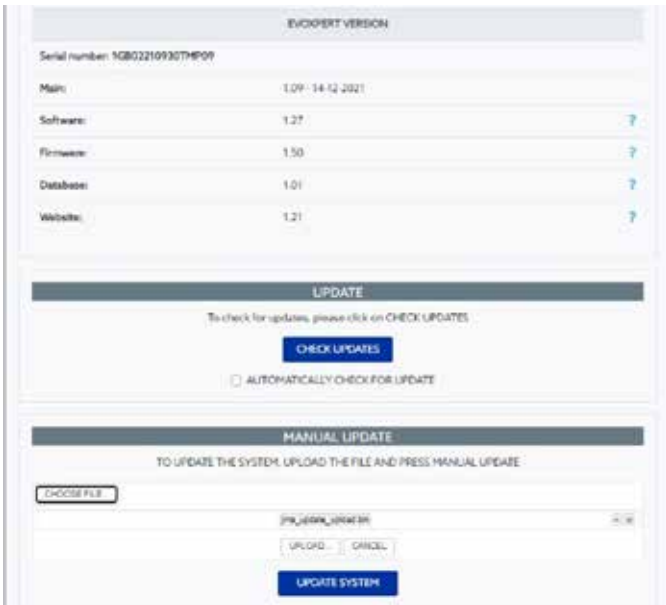 EVOXPERT VERSION
Serial number: 1GB02210930TMP09
Main: 1.09 - 14-12-2021
Software: 1.27 ?
Firmware: 1.50 ?
Database: 1.01 ?
Website: 1.21 ?
UPDATE
To check for updates, please click on CHECK UPDATES
CHECK UPDATES
AUTOMATICALLY CHECK FOR UPDATE
MANUAL UPDATE
TO UPDATE THE SYSTEM, UPLOAD THE FILE AND PRESS MANUAL UPDATE
CHOOSE FILE...
UPLOAD... CANCEL
UPDATE SYSTEM